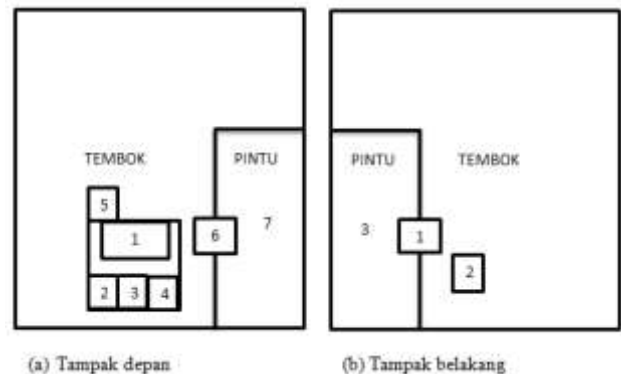 TEMBOK PINTU
5
1 6 7
2 3 4
PINTU TEMBOK
3 1
2
(a) Tampak depan
(b) Tampak belakang